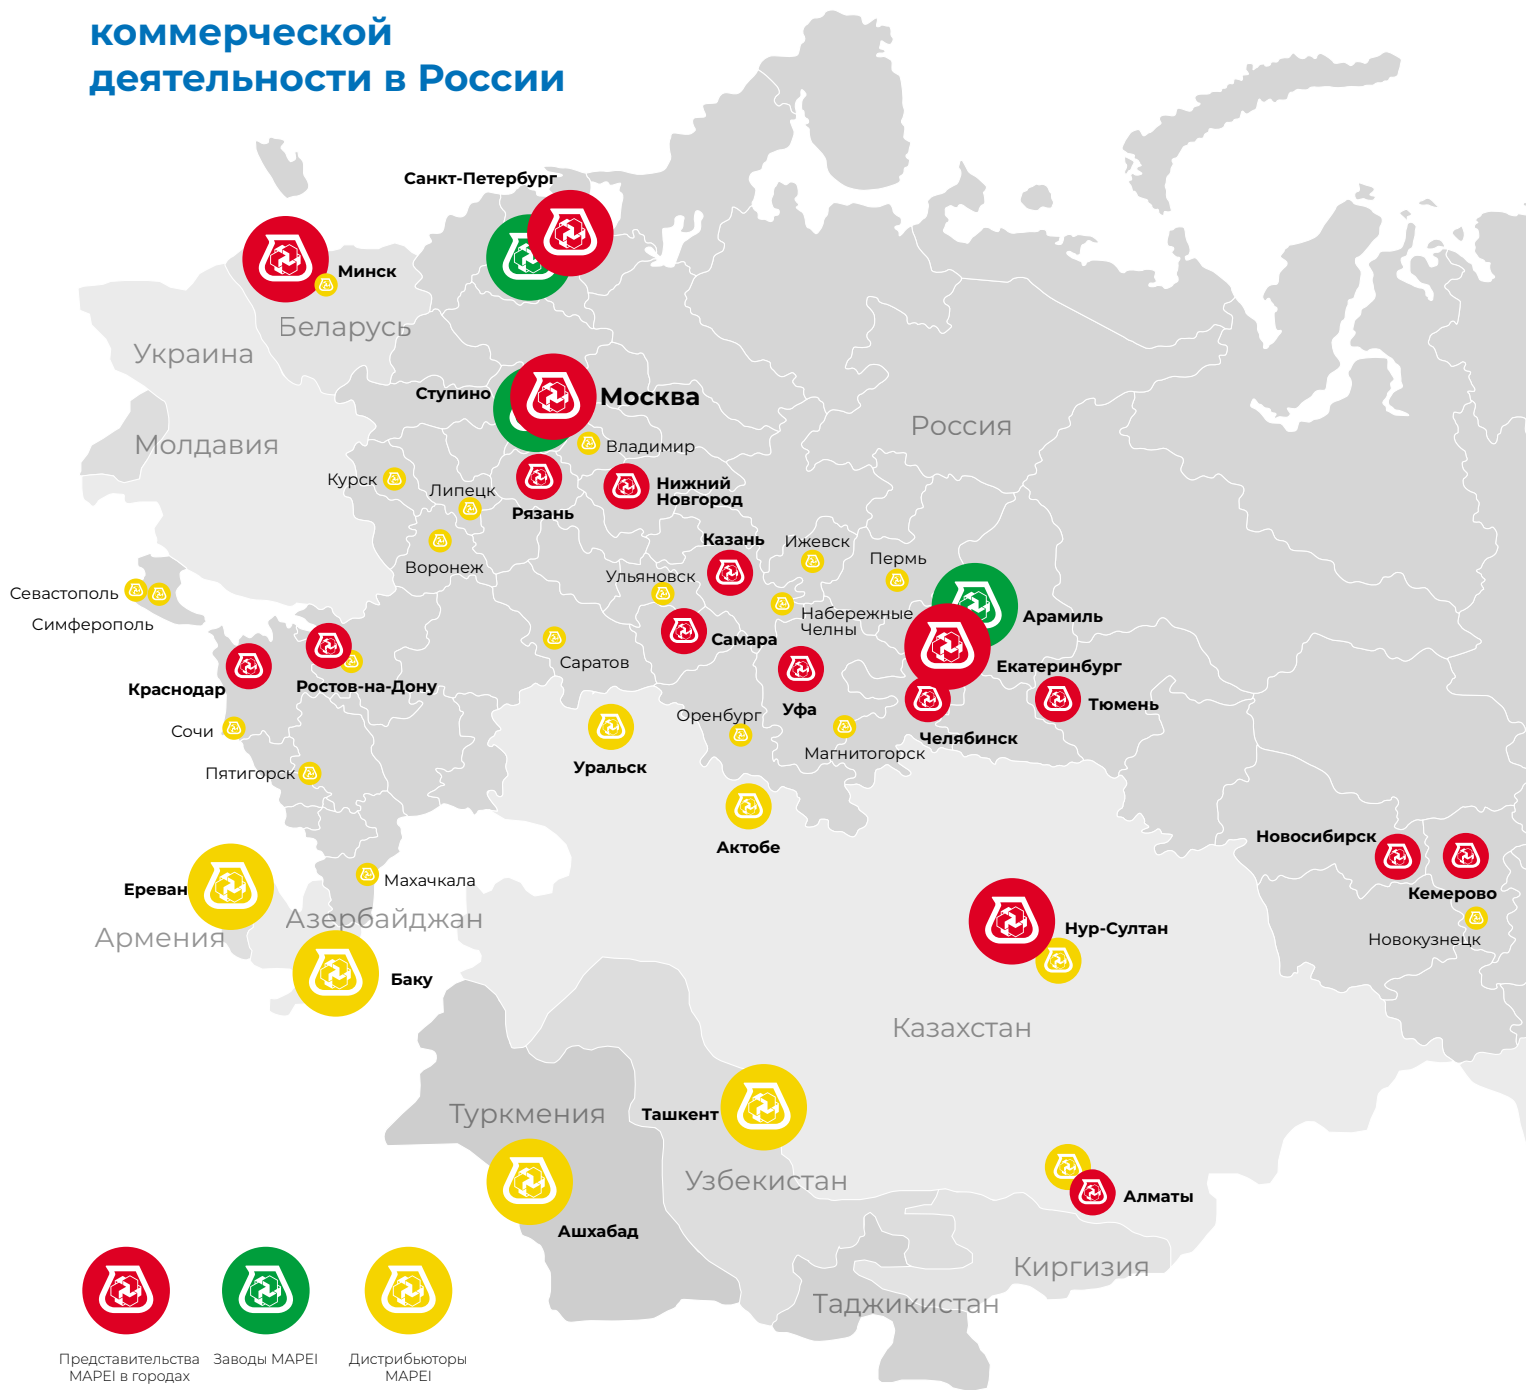 коммерческой
деятельности в России
Санкт-Петербург
Минск
Беларусь
Украина
Ступино
Москва
Россия
Молдавия
Владимир
Курск
Липецк
Нижний
Новгород
Рязань
Казань
Ижевск
Пермь
Воронеж
Ульяновск
Севастополь
Набережные
Челны
Арамиль
Симферополь
Самара
Саратов
Екатеринбург
Краснодар
Ростов-на-Дону
Уфа
Тюмень
Оренбург
Сочи
Челябинск
Магнитогорск
Уральск
Пятигорск
Новосибирск
Актобе
Ереван
Махачкала
Кемерово
Азербайджан
Нур-Султан
Армения
Новокузнецк
Баку
Казахстан
Туркмения
Ташкент
Узбекистан
Алматы
Ашхабад
Киргизия
Таджикистан
Представительства
MAPEI в городах
Заводы MAPEI
Дистрибьюторы
MAPEI